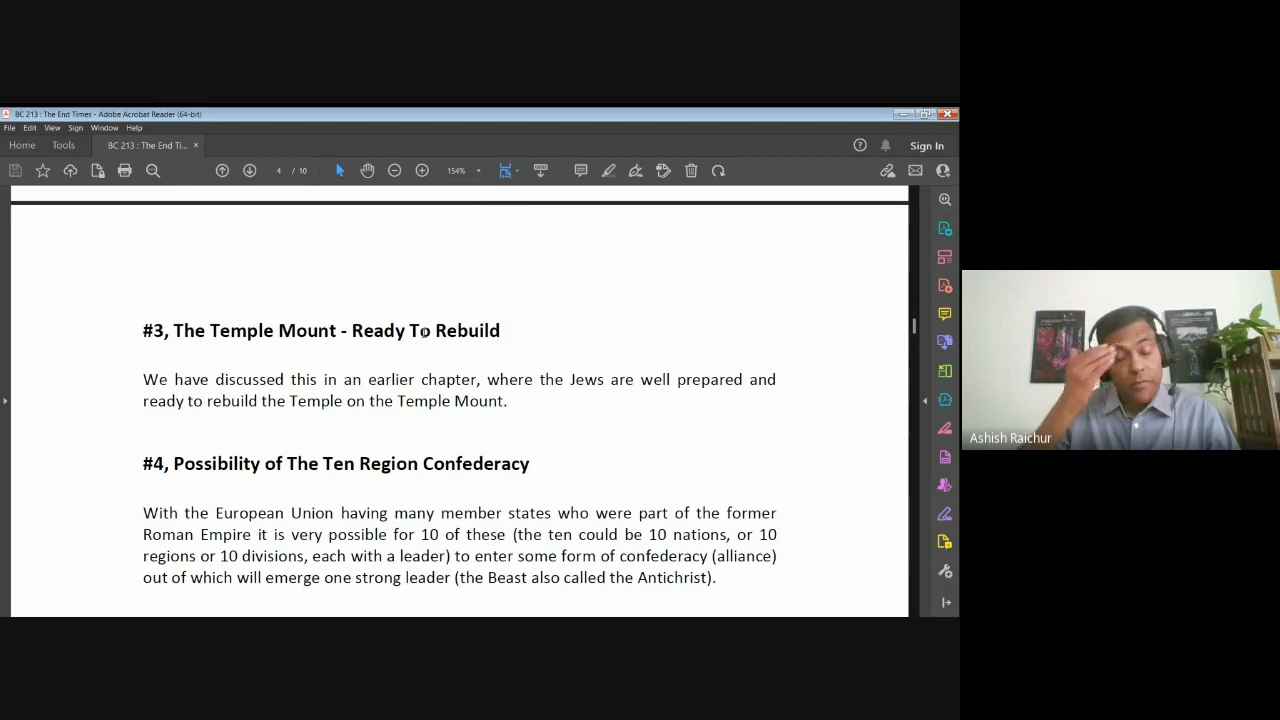 BC 213 : The End Times - Adobe Acrobat Reader (64-bit)
File Edit View Sign Window Help
Home Tools BC 213 : The End Ti... × Sign In
4 / 10 154%
#3, The Temple Mount - Ready To Rebuild
We have discussed this in an earlier chapter, where the Jews are well prepared and
ready to rebuild the Temple on the Temple Mount.
#4, Possibility of The Ten Region Confederacy
With the European Union having many member states who were part of the former
Roman Empire it is very possible for 10 of these (the ten could be 10 nations, or 10
regions or 10 divisions, each with a leader) to enter some form of confederacy (alliance)
out of which will emerge one strong leader (the Beast also called the Antichrist).
Ashish Raichur